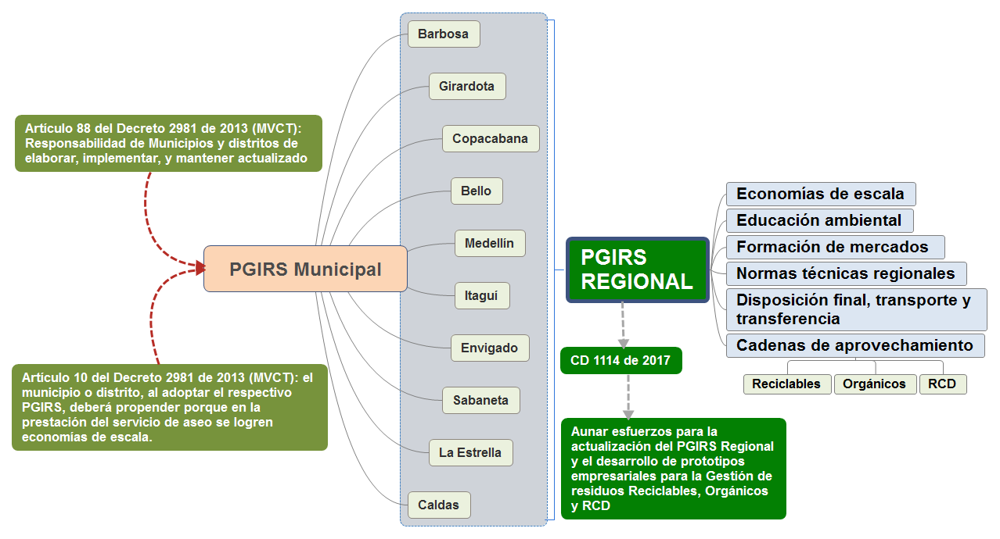 Artículo 88 del Decreto 2981 de 2013 (MVCT):
Responsabilidad de Municipios y distritos de
elaborar, implementar, y mantener actualizado
Artículo 10 del Decreto 2981 de 2013 (MVCT): el
municipio o distrito, al adoptar el respectivo
PGIRS, deberá propender porque en la
prestación del servicio de aseo se logren
economías de escala.
PGIRS Municipal
Barbosa
Girardota
Copacabana
Bello
Medellín
Itaguí
Envigado
Sabaneta
La Estrella
Caldas
PGIRS
REGIONAL
CD 1114 de 2017
Aunar esfuerzos para la
actualización del PGIRS Regional
y el desarrollo de prototipos
empresariales para la Gestión de
residuos Reciclables, Orgánicos
y RCD
Economías de escala
Educación ambiental
Formación de mercados
Normas técnicas regionales
Disposición final, transporte y
transferencia
Cadenas de aprovechamiento
Reciclables
Orgánicos
RCD